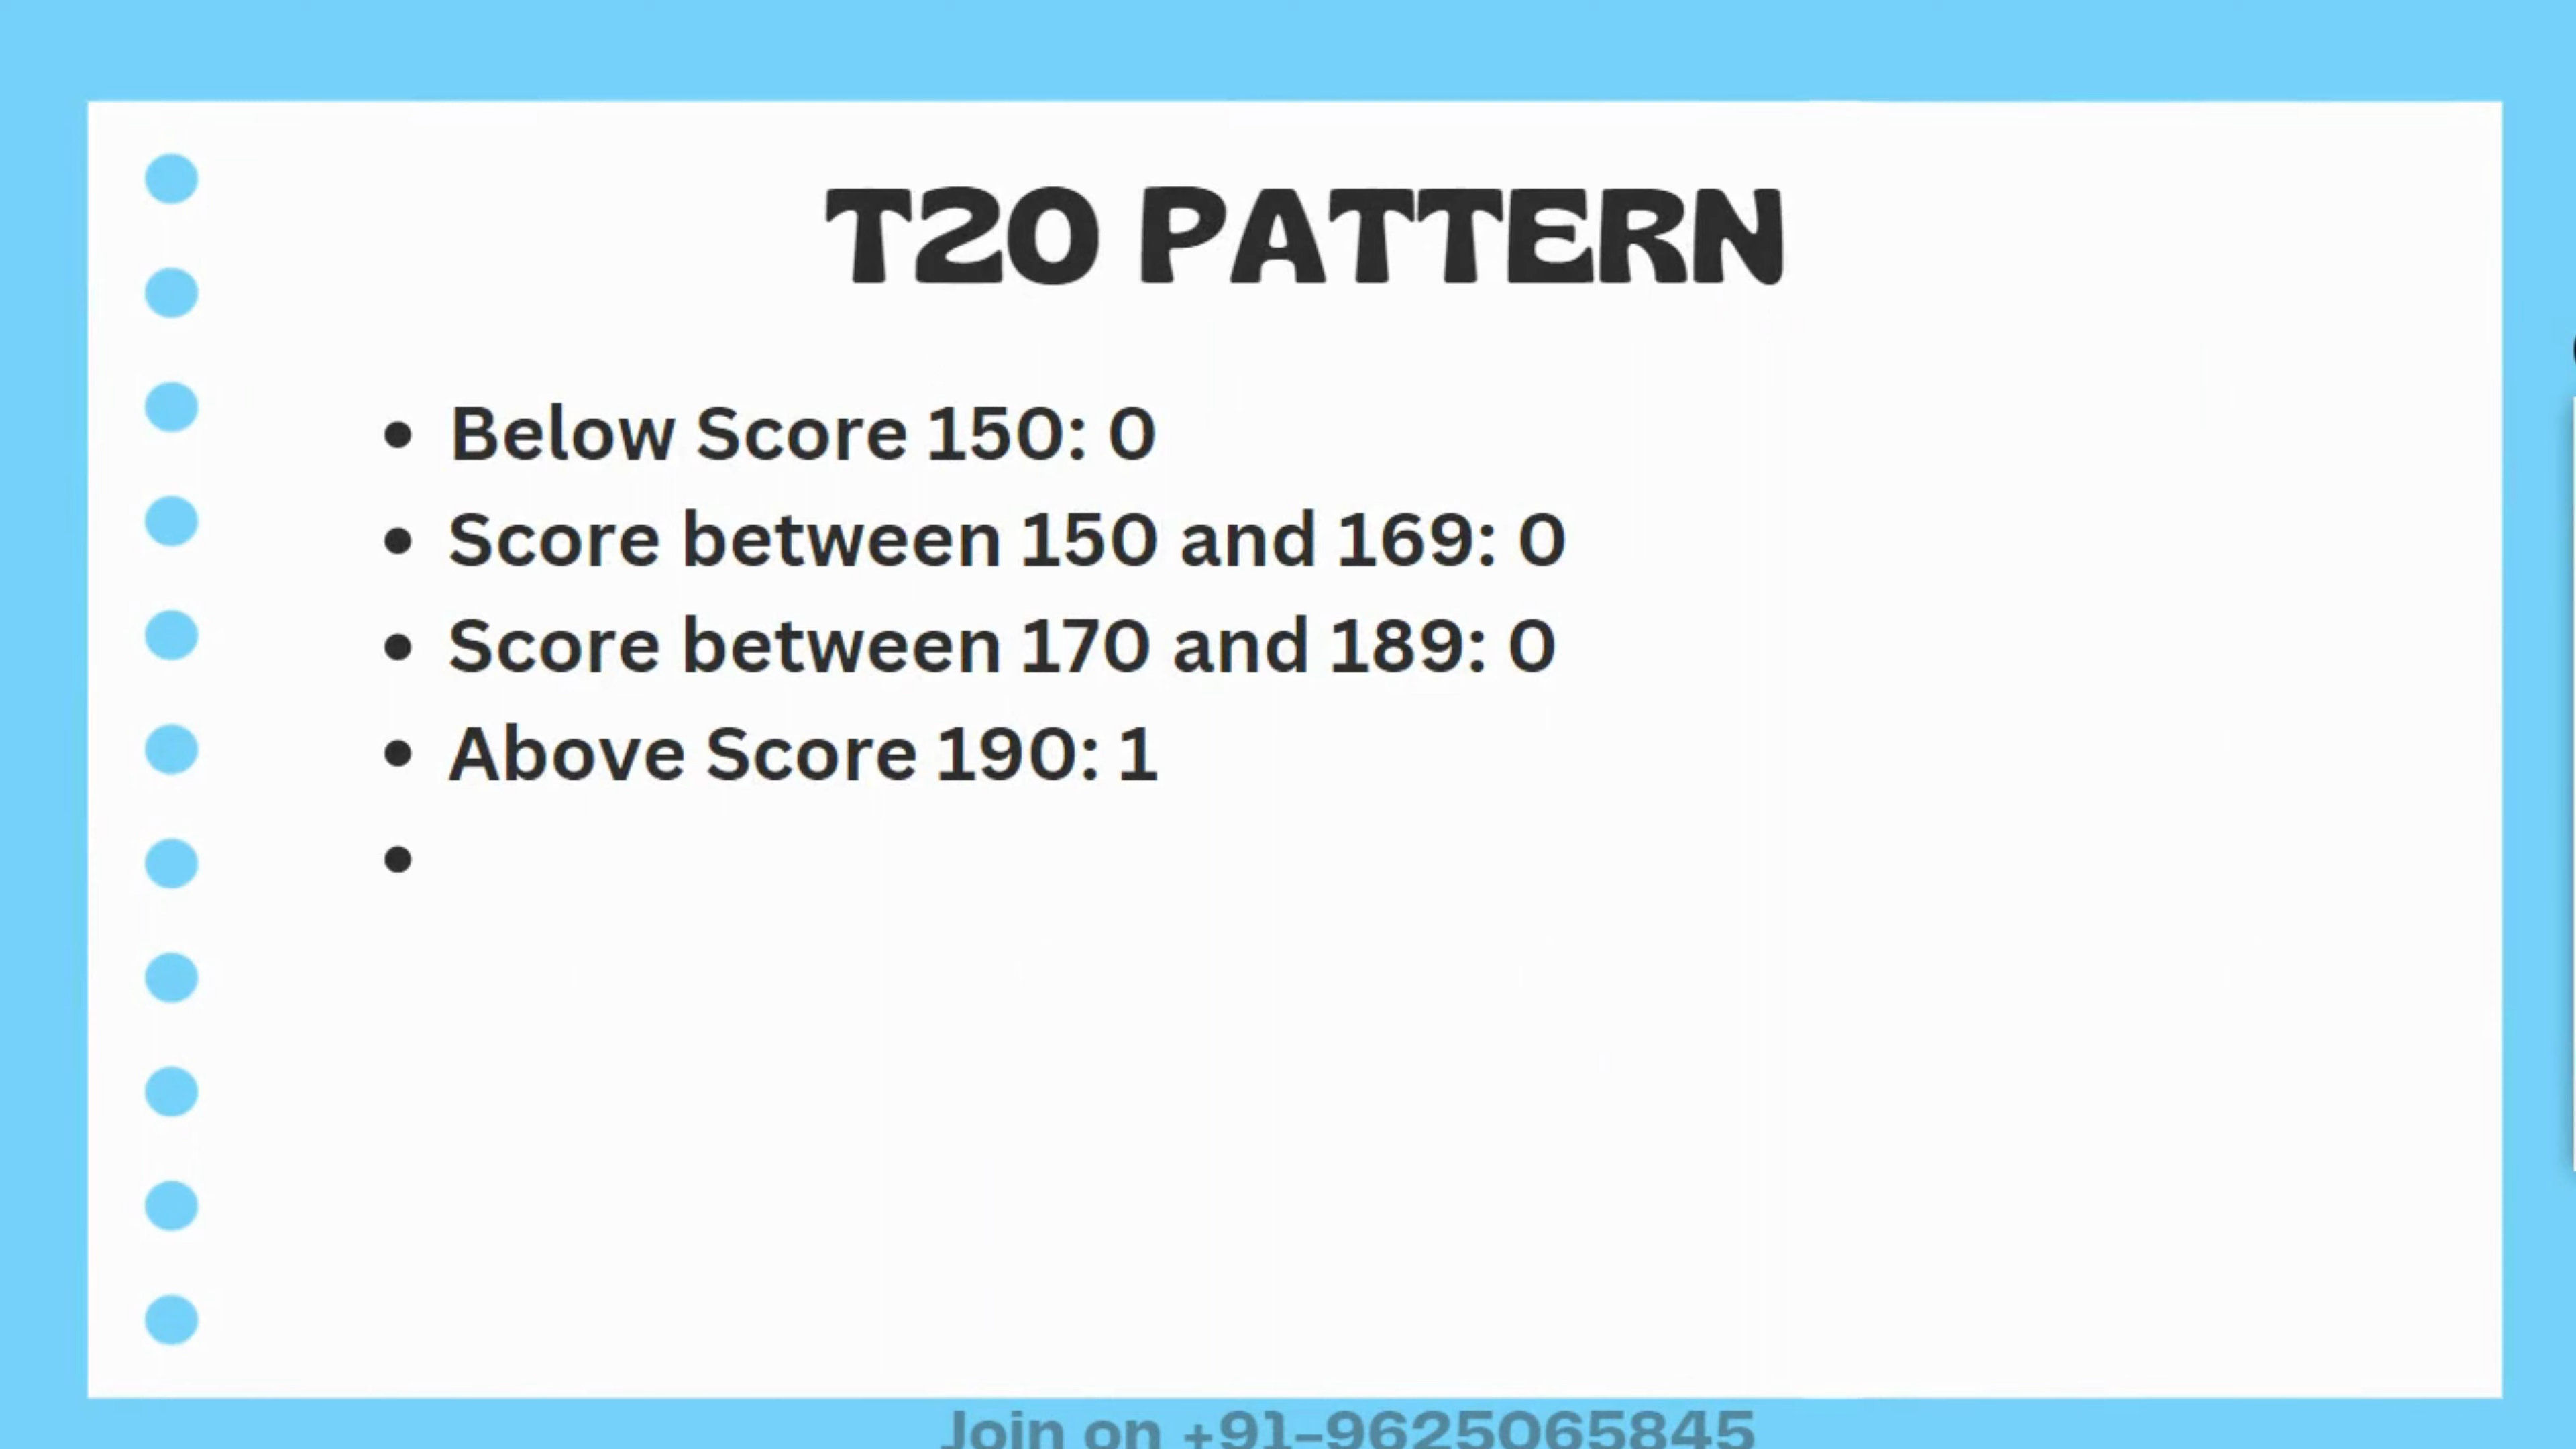 T20 PATTERN
• Below Score 150: 0
• Score between 150 and 169: 0
• Score between 170 and 189: 0
• Above Score 190: 1
•
Join on +91-9625065845